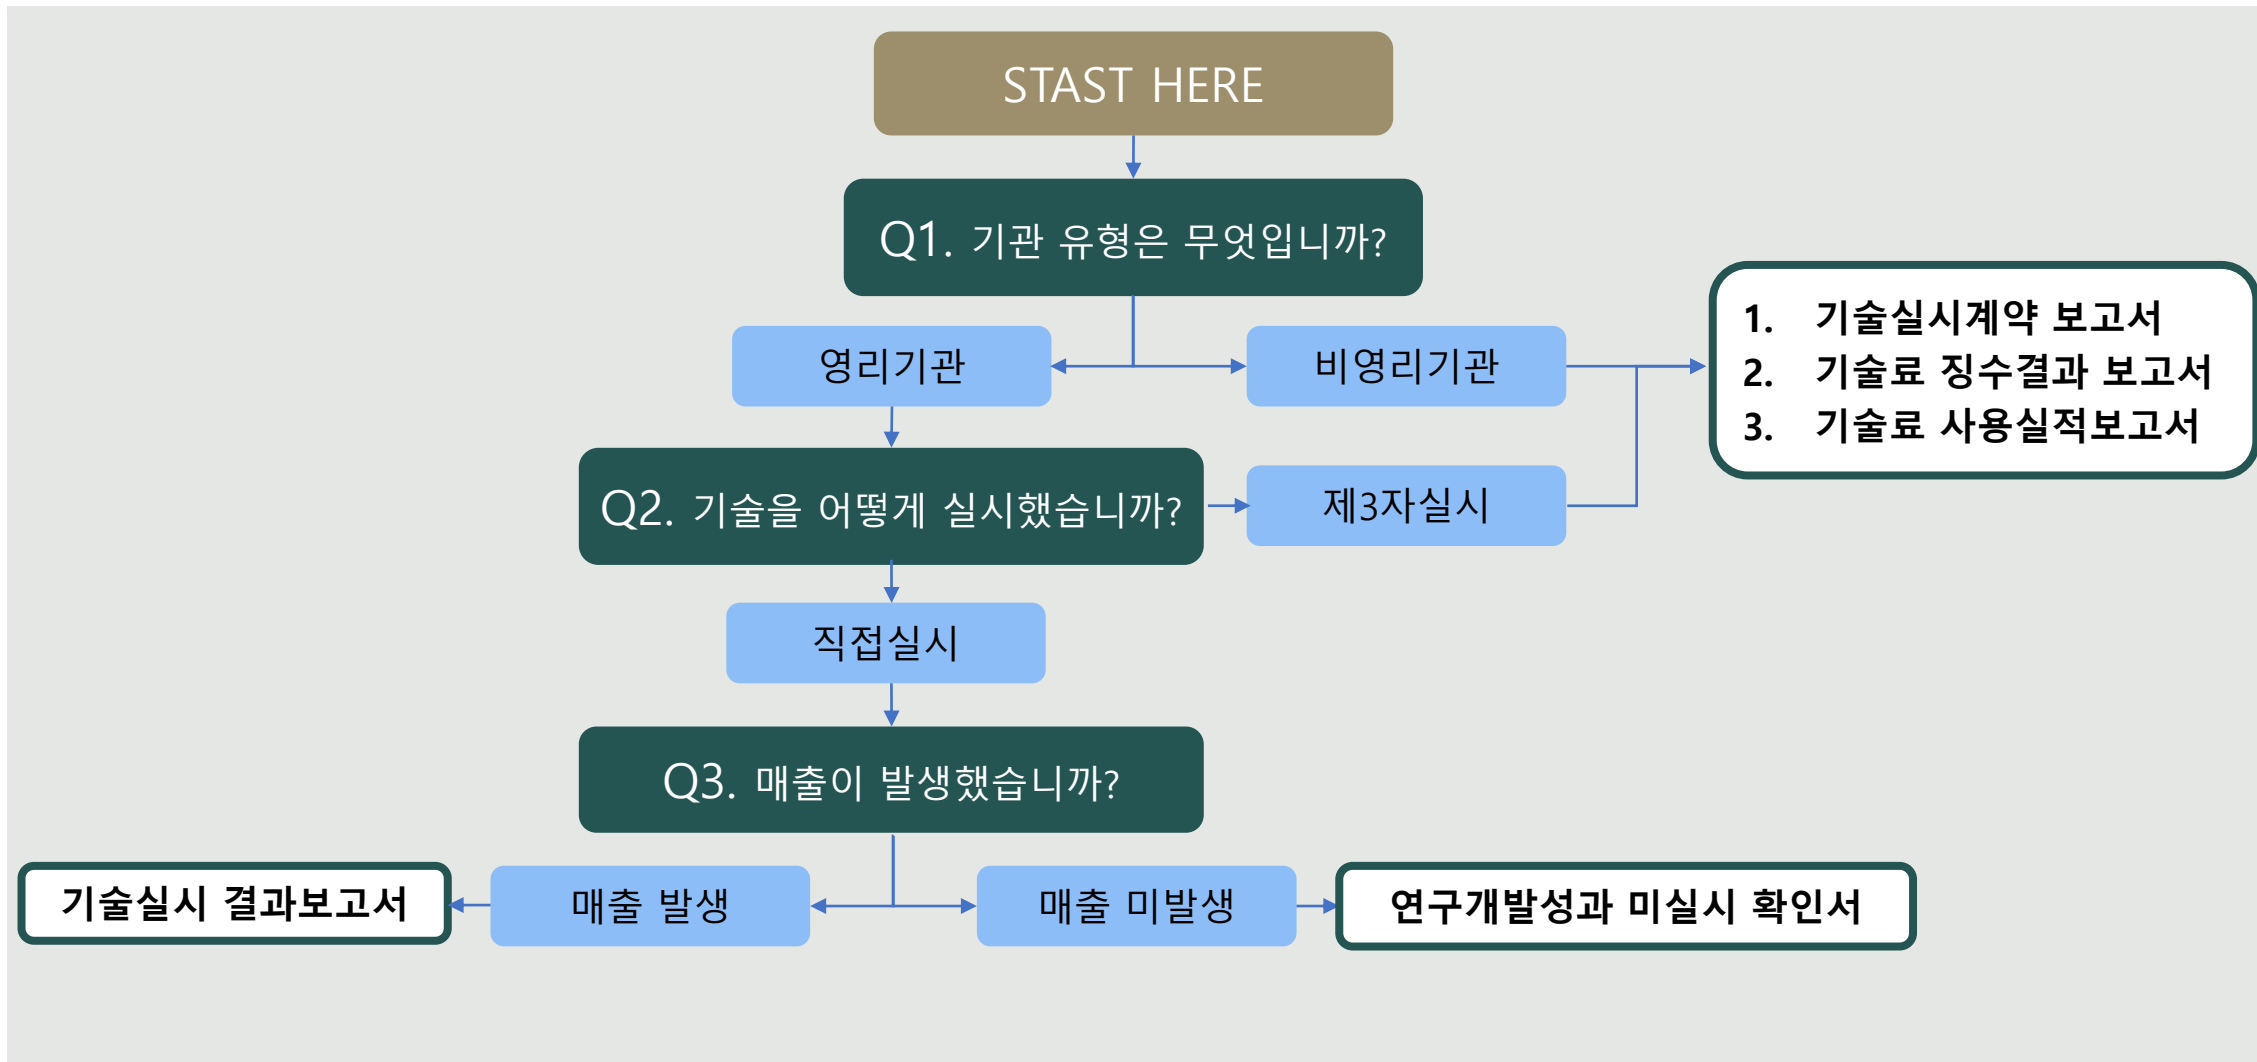 STAST HERE
Q1. 기관 유형은 무엇입니까?
영리기관
비영리기관
1. 기술실시계약 보고서
2. 기술료 징수결과 보고서
3. 기술료 사용실적보고서
Q2. 기술을 어떻게 실시했습니까?
제3자실시
직접실시
Q3. 매출이 발생했습니까?
기술실시 결과보고서
매출 발생
매출 미발생
연구개발성과 미실시 확인서